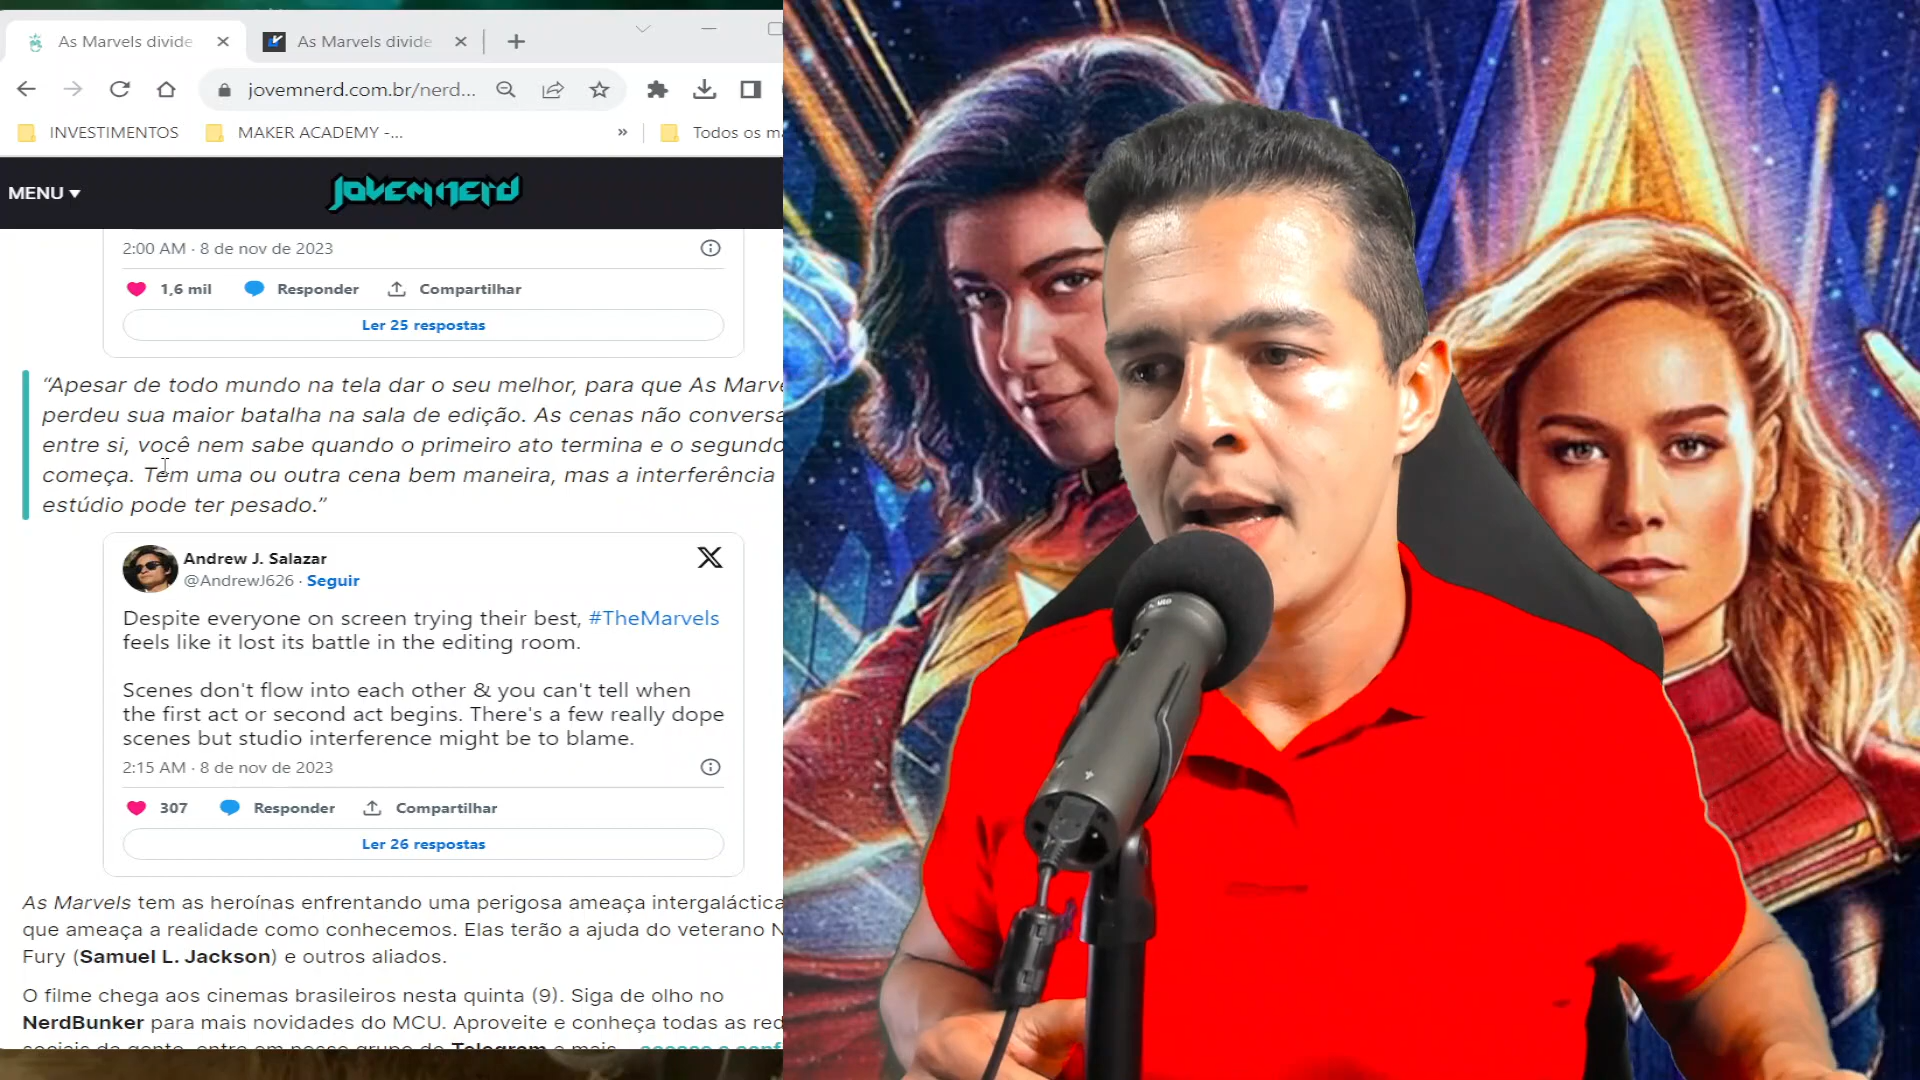 As Marvels divide
As Marvels divide
jovemnerd.com.br/nerd...
INVESTIMENTOS
MAKER ACADEMY -...
»
Todos os ma
MENU
JOVEM NERD
2:00 AM · 8 de nov de 2023
1,6 mil Responder Compartilhar
Ler 25 respostas
“Apesar de todo mundo na tela dar o seu melhor, para que As Marve
perdeu sua maior batalha na sala de edição. As cenas não conversa
entre si, você nem sabe quando o primeiro ato termina e o segundo
começa. Tem uma ou outra cena bem maneira, mas a interferência
estúdio pode ter pesado.”
Andrew J. Salazar
@AndrewJ626 · Seguir
Despite everyone on screen trying their best, #TheMarvels
feels like it lost its battle in the editing room.
Scenes don't flow into each other & you can't tell when
the first act or second act begins. There's a few really dope
scenes but studio interference might be to blame.
2:15 AM · 8 de nov de 2023
307 Responder Compartilhar
Ler 26 respostas
As Marvels tem as heroínas enfrentando uma perigosa ameaça intergaláctica
que ameaça a realidade como conhecemos. Elas terão a ajuda do veterano N
Fury (Samuel L. Jackson) e outros aliados.
O filme chega aos cinemas brasileiros nesta quinta (9). Siga de olho no
NerdBunker para mais novidades do MCU. Aproveite e conheça todas as red